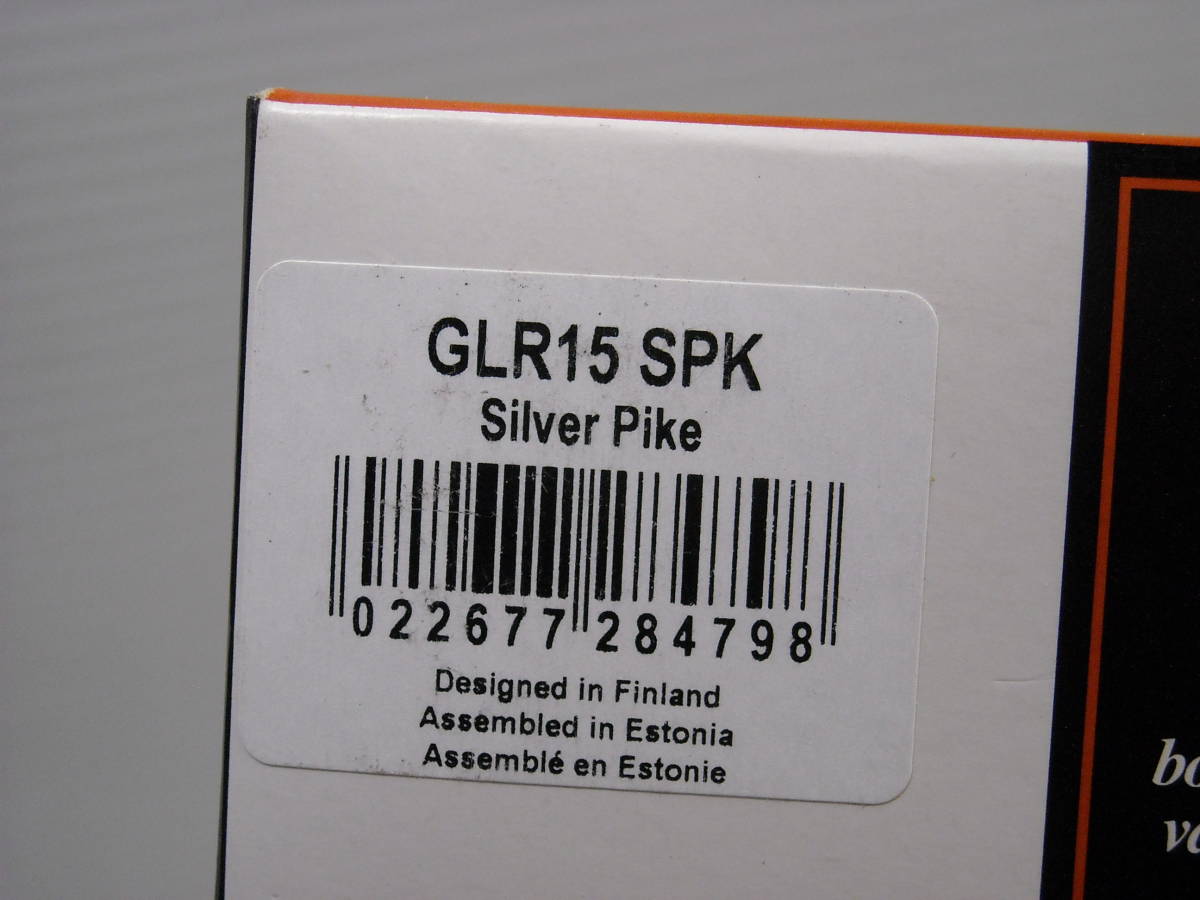 GLR15 SPK
Silver Pike
022677 284798
Designed in Finland
Assembled in Estonia
Assemblé en Estonie